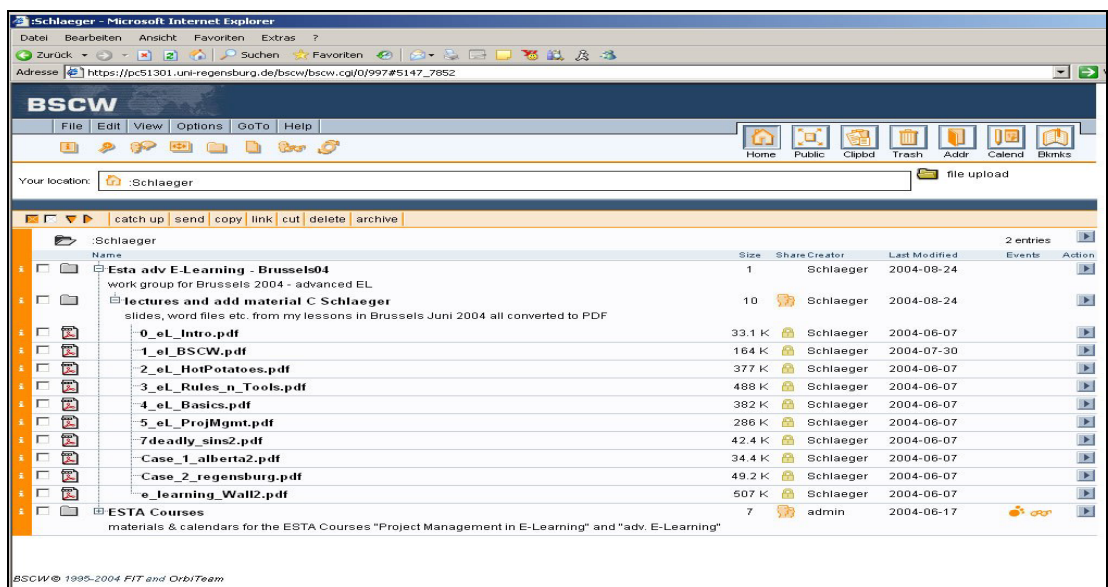 :Schlaeger - Microsoft Internet Explorer
Datei Bearbeiten Ansicht Favoriten Extras ?
Zurück Suchen Favoriten
Adresse https://pc51301.uni-regensburg.de/bscw/bscw.cgi/0/997#5147_7852
BSCW
File Edit View Options GoTo Help
Home Public Clipbd Trash Addr Calend Bkmks
Your location: :Schlaeger file upload
catch up send copy link cut delete archive
:Schlaeger 2 entries
Name Size Share Creator Last Modified Events Action
Esta adv E-Learning - Brussels04 1 Schlaeger 2004-08-24
work group for Brussels 2004 - advanced EL
lectures and add material C Schlaeger 10 Schlaeger 2004-08-24
slides, word files etc. from my lessons in Brussels Juni 2004 all converted to PDF
0_eL_Intro.pdf 33.1 K Schlaeger 2004-06-07
1_el_BSCW.pdf 164 K Schlaeger 2004-07-30
2_eL_HotPotatoes.pdf 377 K Schlaeger 2004-06-07
3_eL_Rules_n_Tools.pdf 488 K Schlaeger 2004-06-07
4_eL_Basics.pdf 382 K Schlaeger 2004-06-07
5_eL_ProjMgmt.pdf 286 K Schlaeger 2004-06-07
7deadly_sins2.pdf 42.4 K Schlaeger 2004-06-07
Case_1_alberta2.pdf 34.4 K Schlaeger 2004-06-07
Case_2_regensburg.pdf 49.2 K Schlaeger 2004-06-07
e_learning_Wall2.pdf 507 K Schlaeger 2004-06-07
ESTA Courses 7 admin 2004-06-17
materials & calendars for the ESTA Courses "Project Management in E-Learning" and "adv. E-Learning"
BSCW © 1995-2004 FIT and OrbiTeam